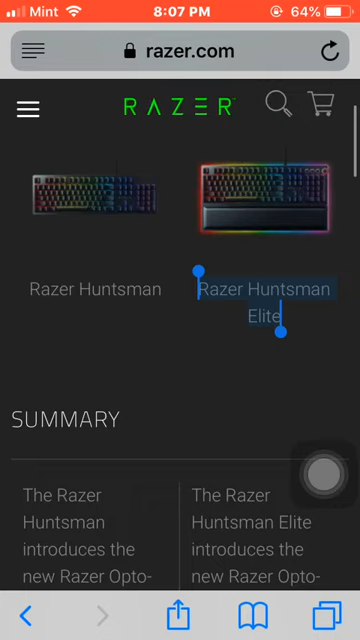 Mint 8:07 PM 64%
razer.com
RAZER
Razer Huntsman
Razer Huntsman
Elite
SUMMARY
The Razer
Huntsman
introduces the
new Razer Opto-
The Razer
Huntsman Elite
introduces the
new Razer Opto-